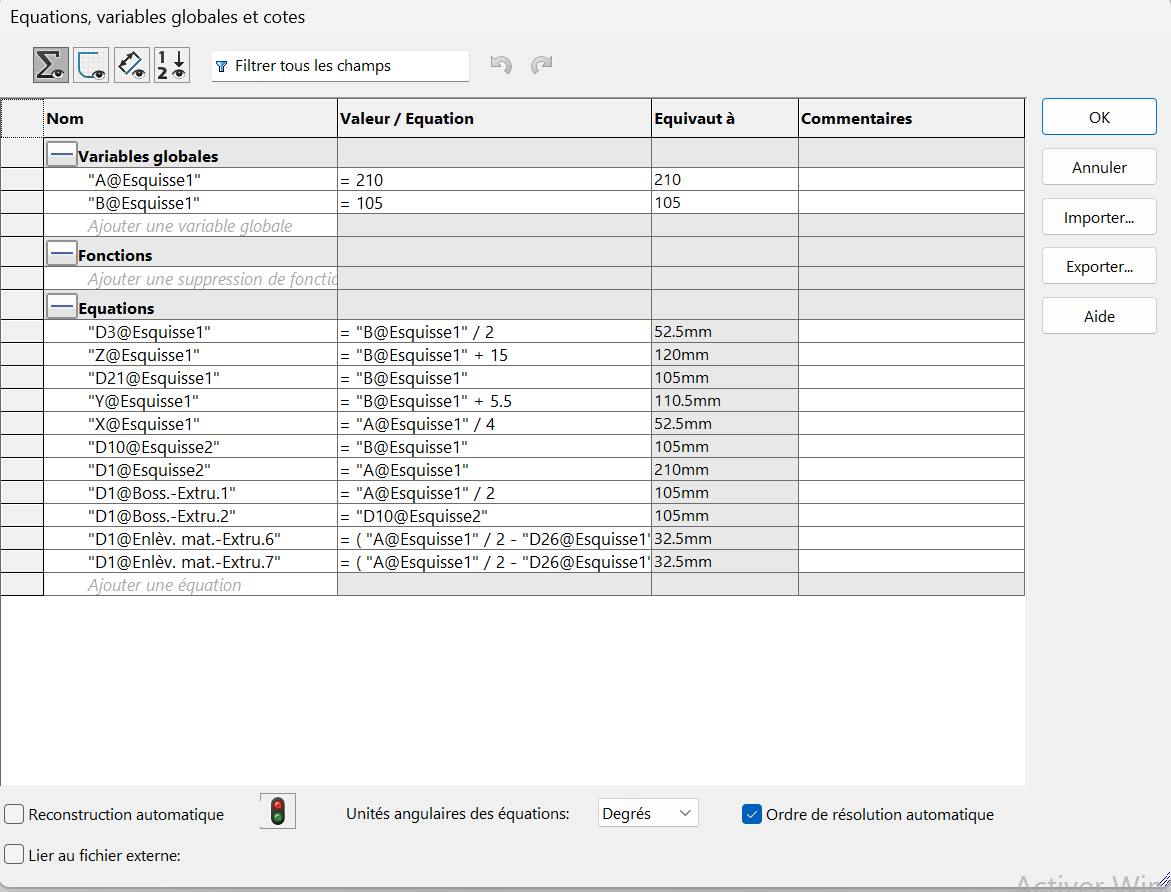 Equations, variables globales et cotes
1 2
Filtrer tous les champs
Nom Valeur / Equation Equivaut à Commentaires
Variables globales
"A@Esquisse1" = 210 210
"B@Esquisse1" = 105 105
Ajouter une variable globale
Fonctions
Ajouter une suppression de fonctio
Equations
"D3@Esquisse1" = "B@Esquisse1" / 2 52.5mm
"Z@Esquisse1" = "B@Esquisse1" + 15 120mm
"D21@Esquisse1" = "B@Esquisse1" 105mm
"Y@Esquisse1" = "B@Esquisse1" + 5.5 110.5mm
"X@Esquisse1" = "A@Esquisse1" / 4 52.5mm
"D10@Esquisse2" = "B@Esquisse1" 105mm
"D1@Esquisse2" = "A@Esquisse1" 210mm
"D1@Boss.-Extru.1" = "A@Esquisse1" / 2 105mm
"D1@Boss.-Extru.2" = "D10@Esquisse2" 105mm
"D1@Enlèv. mat.-Extru.6" = ( "A@Esquisse1" / 2 - "D26@Esquisse1" 32.5mm
"D1@Enlèv. mat.-Extru.7" = ( "A@Esquisse1" / 2 - "D26@Esquisse1" 32.5mm
Ajouter une équation
OK
Annuler
Importer...
Exporter...
Aide
Reconstruction automatique
Unités angulaires des équations: Degrés
Ordre de résolution automatique
Lier au fichier externe:
Activer Win